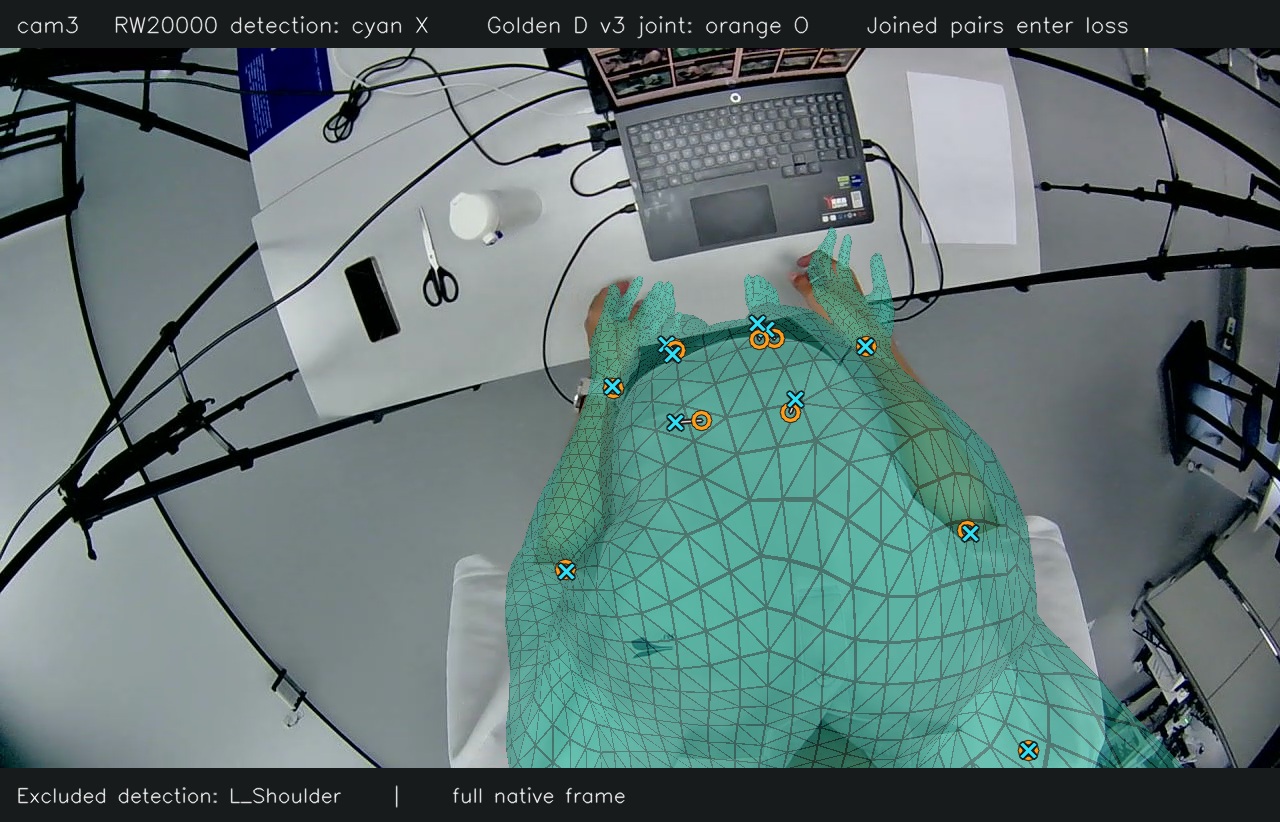 cam3 RW20000 detection: cyan X Golden D v3 joint: orange O Joined pairs enter loss
Excluded detection: L_Shoulder | full native frame